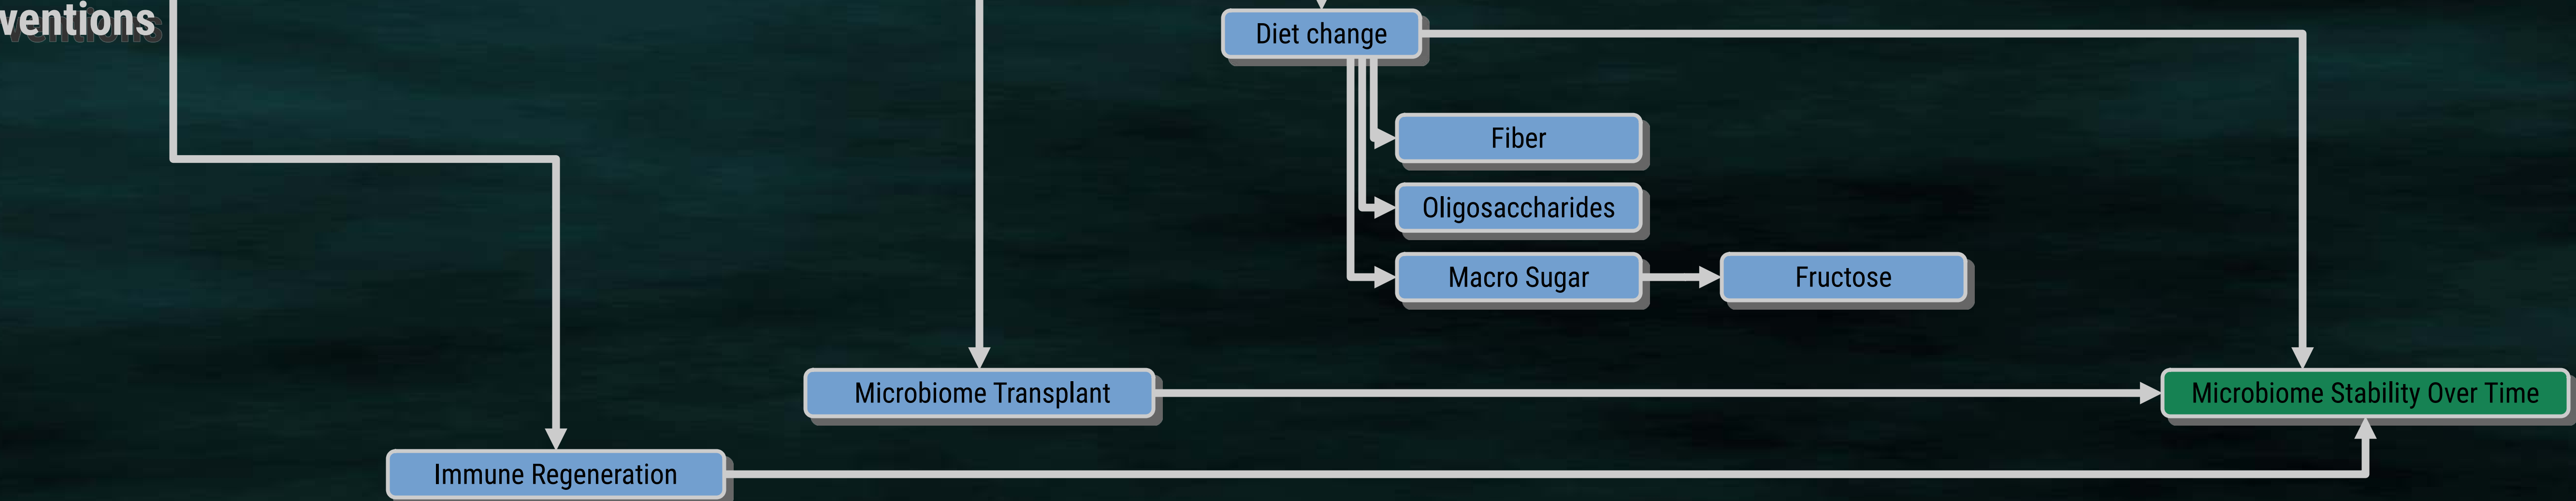 ventions
Diet change
Fiber
Oligosaccharides
Macro Sugar
Fructose
Microbiome Transplant
Microbiome Stability Over Time
Immune Regeneration